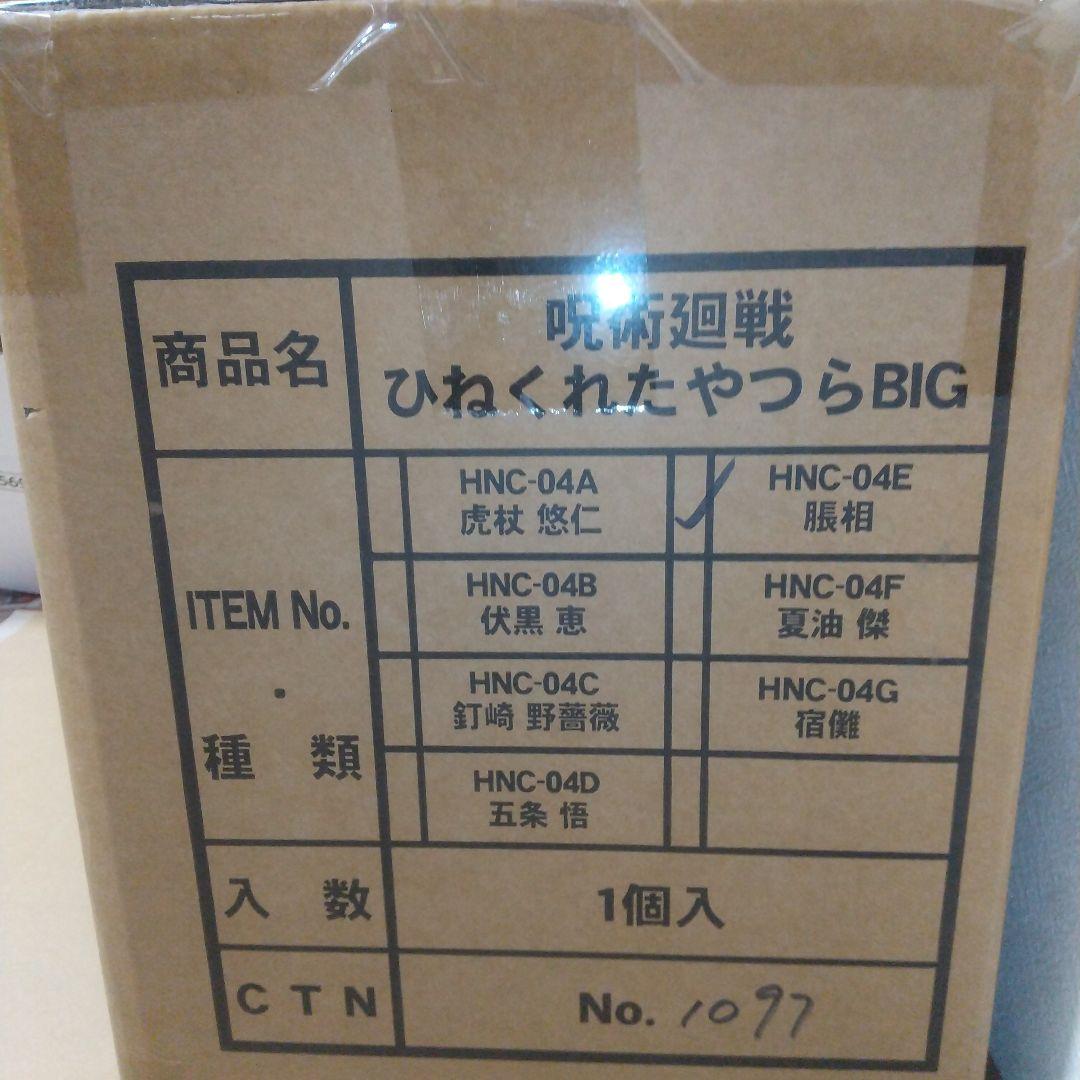 商品名
呪術廻戦
ひねくれたやつらBIG
ITEM No.
・
種 類
HNC-04A
虎杖 悠仁
✓
HNC-04E
脹相
HNC-04B
伏黒 恵
HNC-04F
夏油 傑
HNC-04C
釘崎 野薔薇
HNC-04G
宿儺
HNC-04D
五条 悟
入 数
1個入
C T N
No. 1097